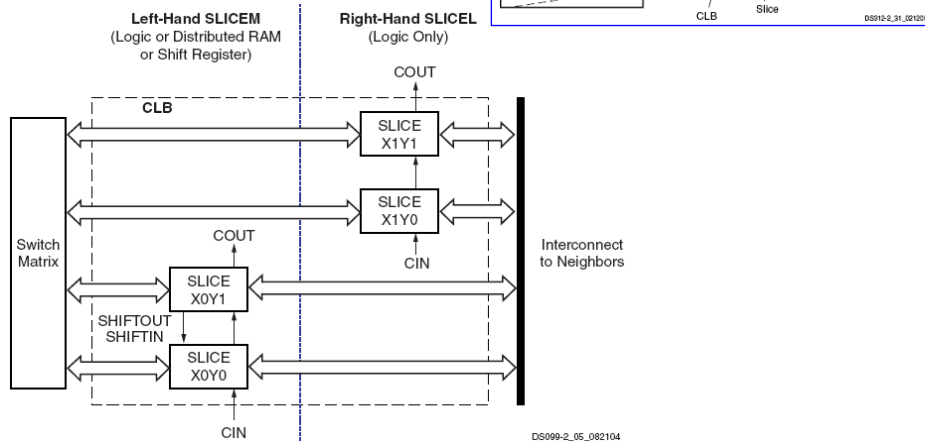 Left-Hand SLICEM
(Logic or Distributed RAM
or Shift Register)
Right-Hand SLICEL
(Logic Only)
CLB
Slice
DS312-2_31_021205
COUT
CLB
SLICE
X1Y1
SLICE
X1Y0
Switch
Matrix
COUT
CIN
Interconnect
to Neighbors
SLICE
X0Y1
SHIFTOUT
SHIFTIN
SLICE
X0Y0
CIN
DS099-2_05_082104